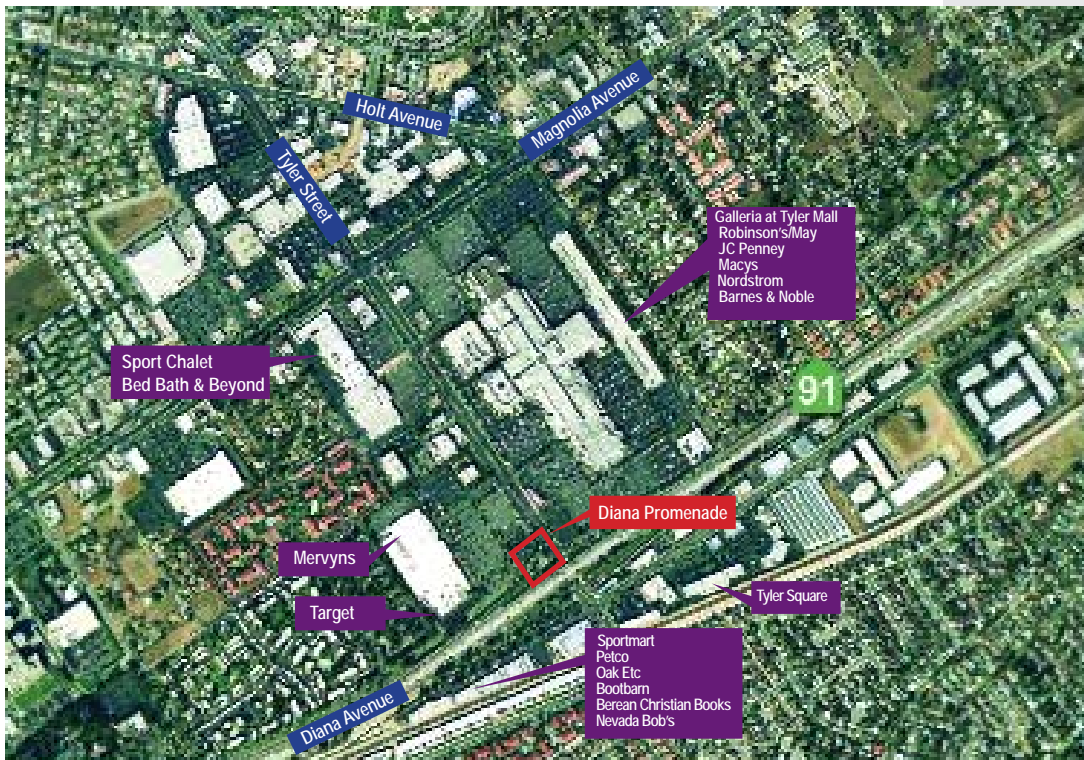 Holt Avenue
Magnolia Avenue
Tyler Street
Galleria at Tyler Mall
Robinson's/May
JC Penney
Macys
Nordstrom
Barnes & Noble
Sport Chalet
Bed Bath & Beyond
91
Diana Promenade
Mervyns
Target
Tyler Square
Sportmart
Petco
Oak Etc
Bootbarn
Berean Christian Books
Nevada Bob's
Diana Avenue